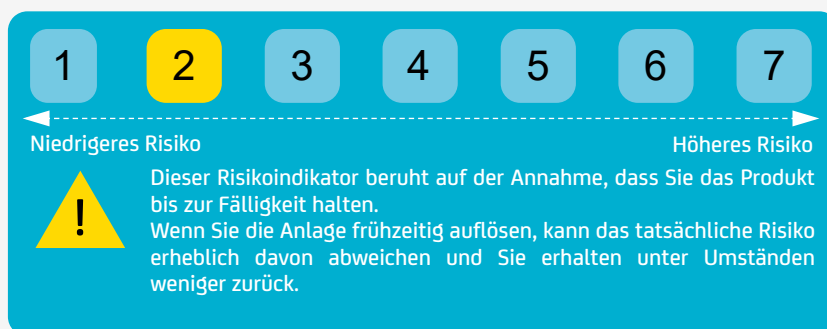 1 2 3 4 5 6 7
Niedrigeres Risiko Höheres Risiko
Dieser Risikoindikator beruht auf der Annahme, dass Sie das Produkt
bis zur Fälligkeit halten.
Wenn Sie die Anlage frühzeitig auflösen, kann das tatsächliche Risiko
erheblich davon abweichen und Sie erhalten unter Umständen
weniger zurück.
!